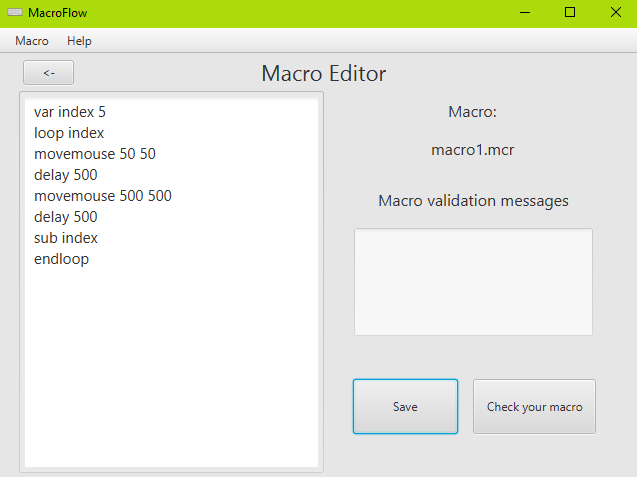 MacroFlow
Macro Help
<-
Macro Editor
var index 5
loop index
movemouse 50 50
delay 500
movemouse 500 500
delay 500
sub index
endloop
Macro:
macro1.mcr
Macro validation messages
Save
Check your macro